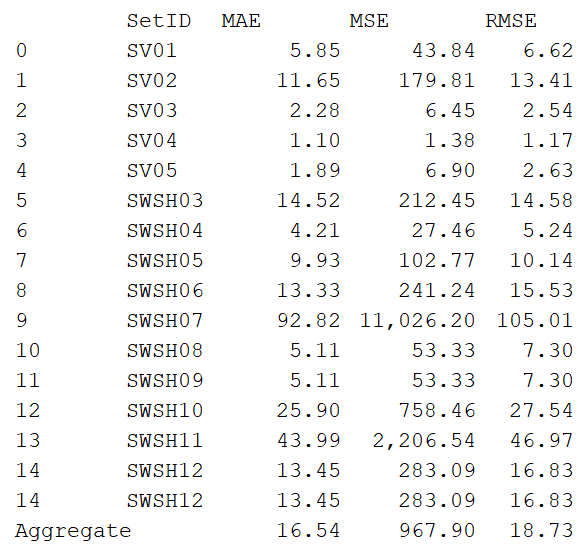 SetID MAE MSE RMSE
0 SV01 5.85 43.84 6.62
1 SV02 11.65 179.81 13.41
2 SV03 2.28 6.45 2.54
3 SV04 1.10 1.38 1.17
4 SV05 1.89 6.90 2.63
5 SWSH03 14.52 212.45 14.58
6 SWSH04 4.21 27.46 5.24
7 SWSH05 9.93 102.77 10.14
8 SWSH06 13.33 241.24 15.53
9 SWSH07 92.82 11,026.20 105.01
10 SWSH08 5.11 53.33 7.30
11 SWSH09 5.11 53.33 7.30
12 SWSH10 25.90 758.46 27.54
13 SWSH11 43.99 2,206.54 46.97
14 SWSH12 13.45 283.09 16.83
14 SWSH12 13.45 283.09 16.83
Aggregate 16.54 967.90 18.73